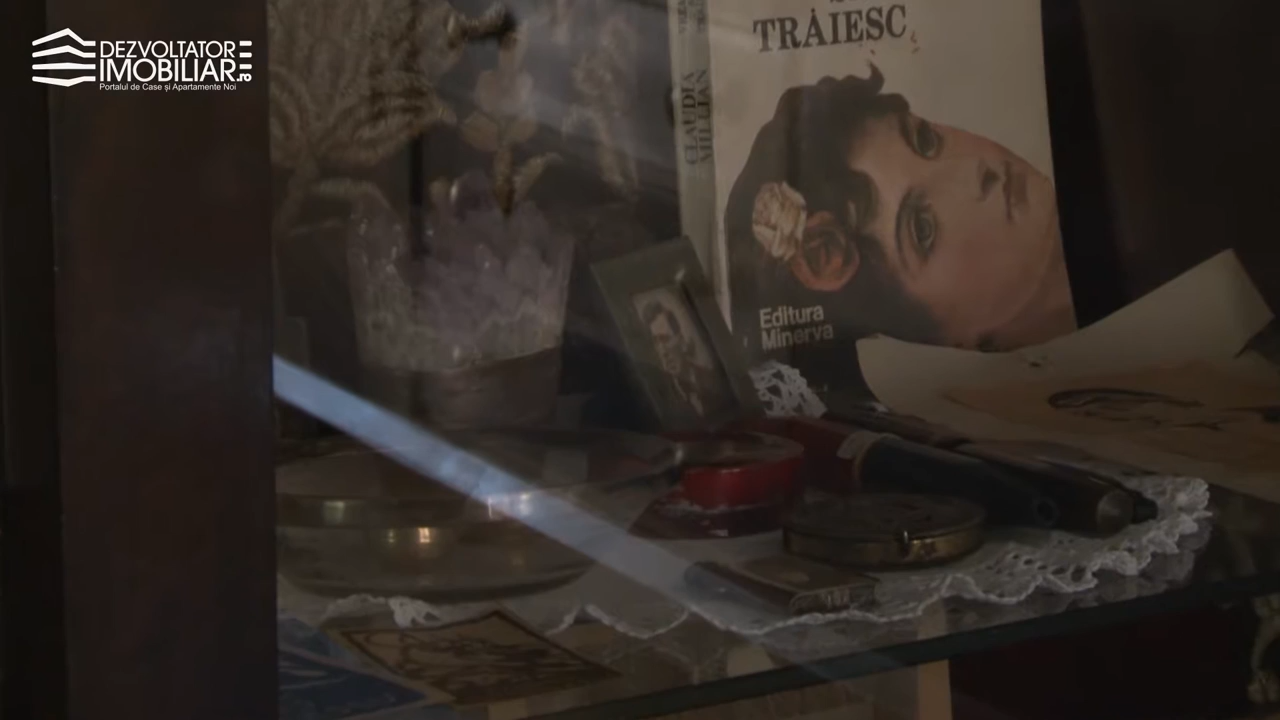 DEZVOLTATOR
IMOBILIAR.ro
Portalul de Case și Apartamente Noi
TRĂIESC
CLAUDIA
MILLIAN
Editura
Minerva